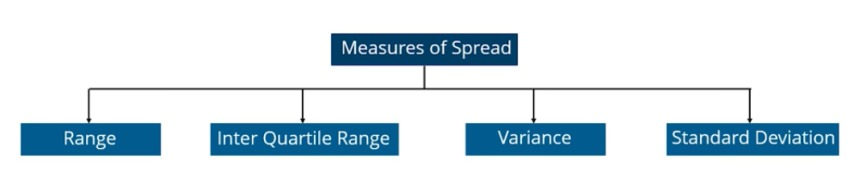 Measures of Spread
Range
Inter Quartile Range
Variance
Standard Deviation